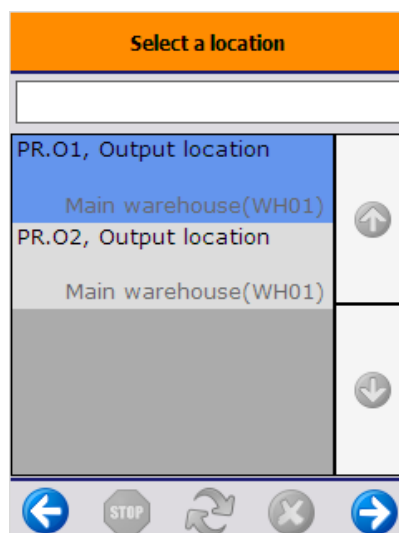 Select a location
PR.O1, Output location
Main warehouse(WH01)
PR.O2, Output location
Main warehouse(WH01)
STOP